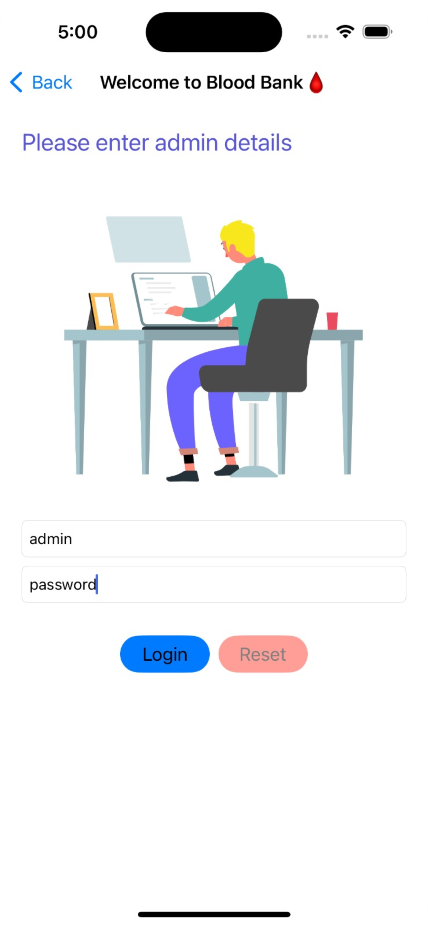 5:00
Back
Welcome to Blood Bank 🩸
Please enter admin details
admin
password
Login
Reset